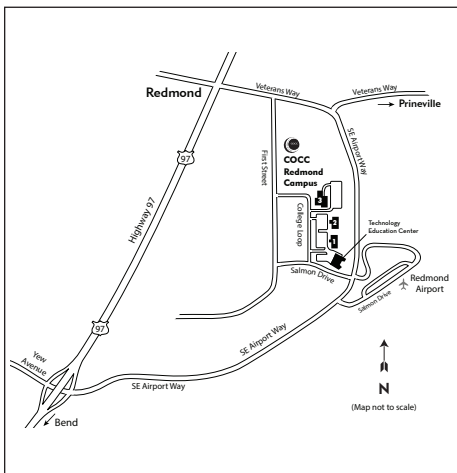 Veterans Way
Veterans Way
Redmond
Prineville
SE Airport Way
97
First Street
COCC
Redmond
Campus
Highway 97
College Loop
Technology
Education Center
Salmon Drive
Redmond
Airport
Salmon Drive
97
SE Airport Way
Yew
Avenue
SE Airport Way
N
(Map not to scale)
Bend